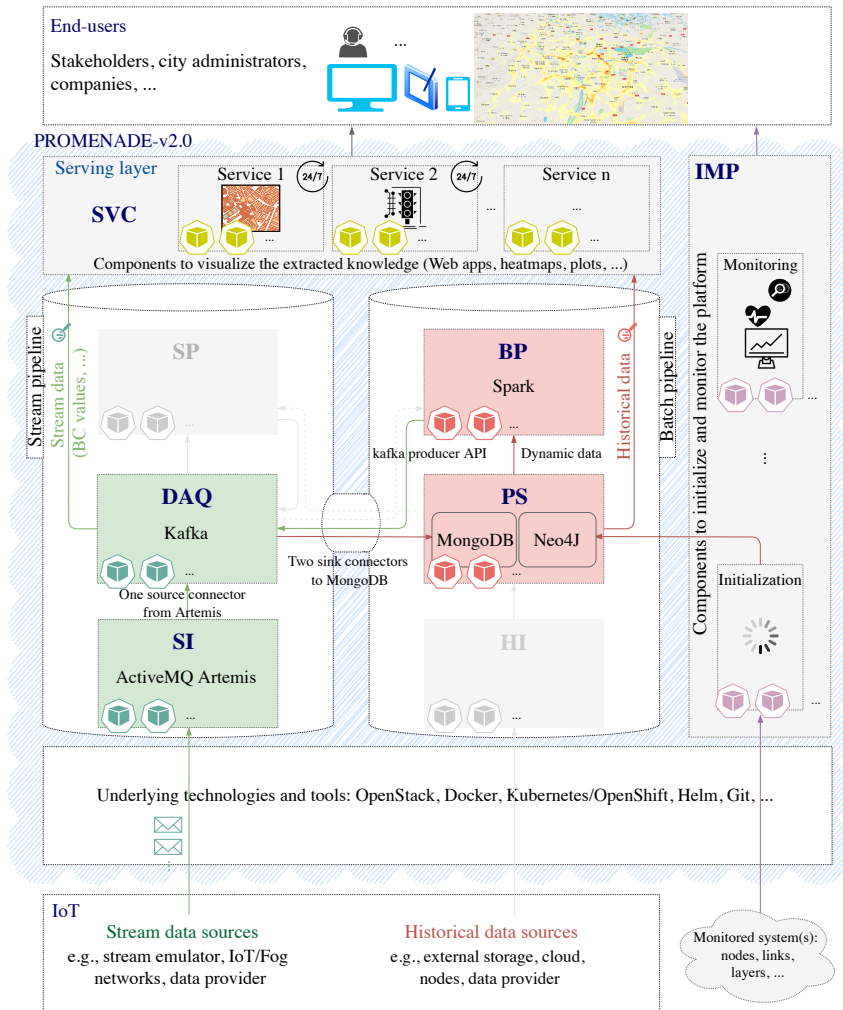 End-users
Stakeholders, city administrators,
companies, ...
...
PROMENADE-v2.0
Serving layer
SVC
Service 1
24/7
...
Service 2
24/7
...
...
Service n
...
Components to visualize the extracted knowledge (Web apps, heatmaps, plots, ...)
IMP
Components to initialize and monitor the platform
Monitoring
...
...
Initialization
...
Stream pipeline
Stream data
(BC values, ...)
SP
...
DAQ
Kafka
...
One source connector
from Artemis
SI
ActiveMQ Artemis
...
Batch pipeline
Historical data
BP
Spark
...
kafka producer API
Dynamic data
PS
MongoDB
Neo4J
...
Two sink connectors
to MongoDB
HI
...
Underlying technologies and tools: OpenStack, Docker, Kubernetes/OpenShift, Helm, Git, ...
...
IoT
Stream data sources
e.g., stream emulator, IoT/Fog
networks, data provider
Historical data sources
e.g., external storage, cloud,
nodes, data provider
Monitored system(s):
nodes, links,
layers, ...